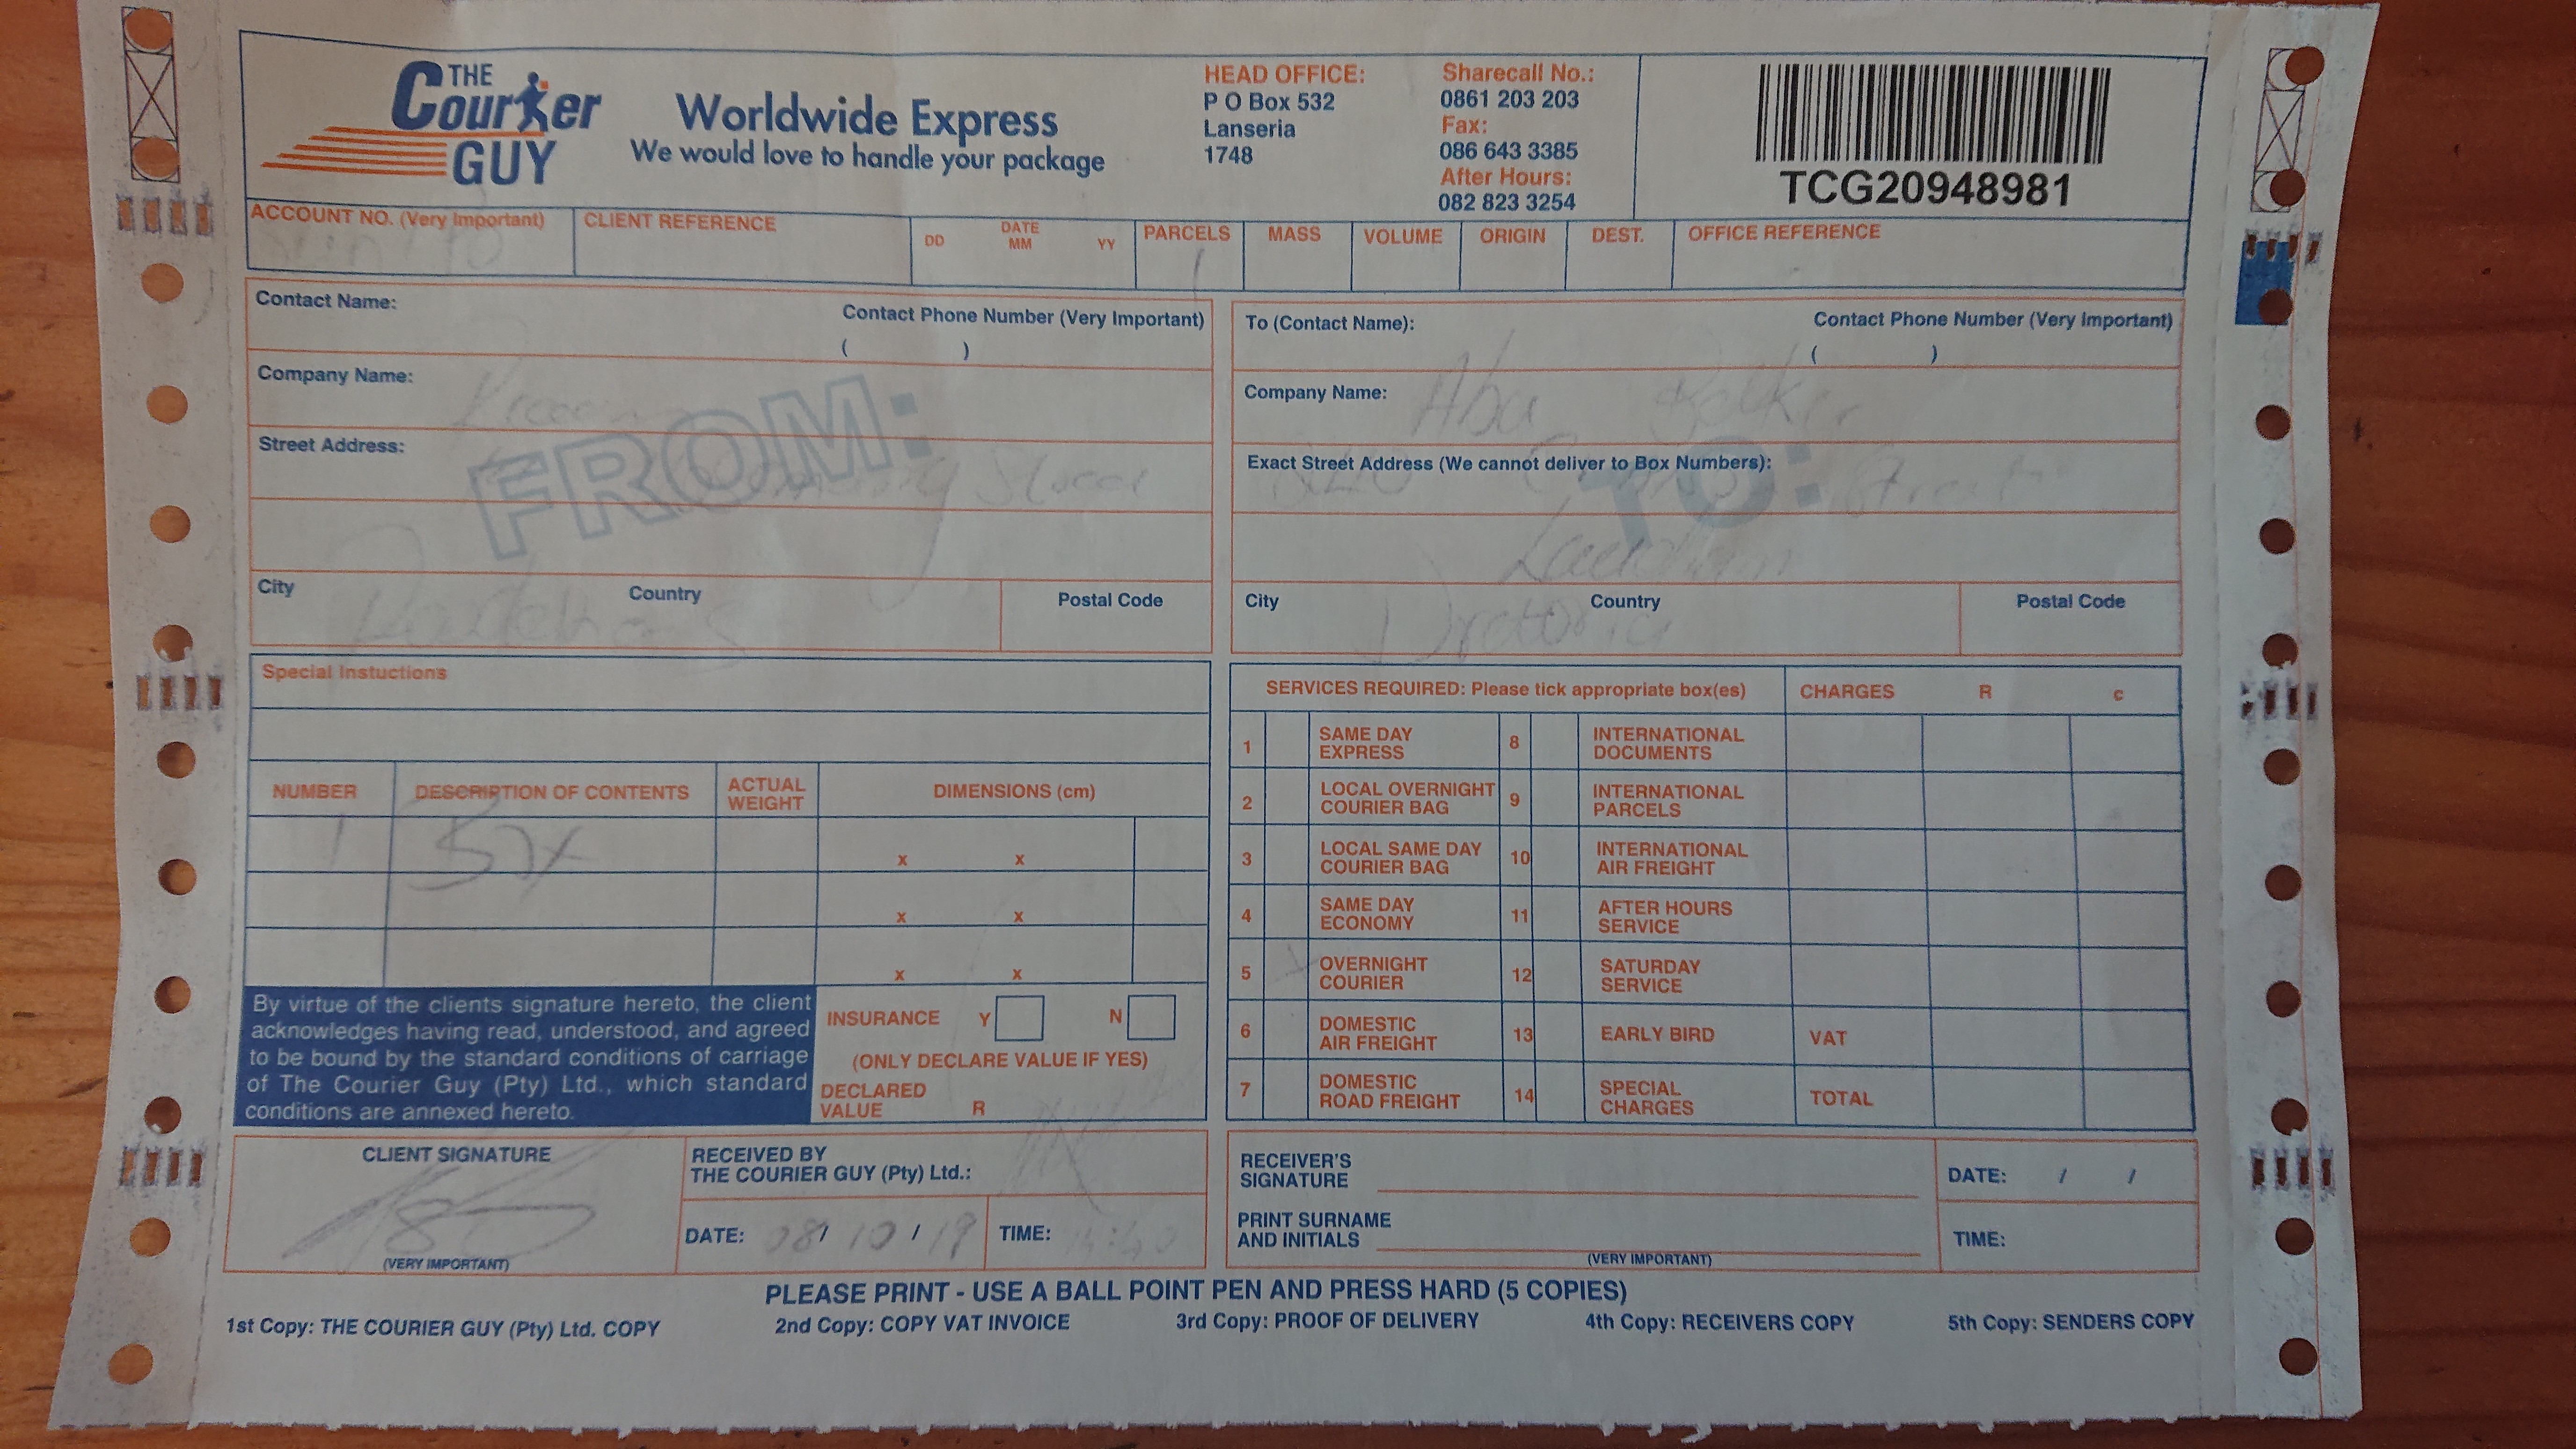 THE Courier GUY
Worldwide Express
We would love to handle your package
HEAD OFFICE:
P O Box 532
Lanseria
1748
Sharecall No.:
0861 203 203
Fax:
086 643 3385
After Hours:
082 823 3254
TCG20948981
ACCOUNT NO. (Very Important) CLIENT REFERENCE DD DATE MM YY PARCELS MASS VOLUME ORIGIN DEST. OFFICE REFERENCE
1
Contact Name: Contact Phone Number (Very Important)
( )
Company Name:
FROM:
Street Address:
Street
City Country Postal Code
To (Contact Name): Contact Phone Number (Very Important)
( )
Company Name: Aba
TO:
Exact Street Address (We cannot deliver to Box Numbers):
Street
City Country Postal Code
Pretoria
Special Instuctions
NUMBER DESCRIPTION OF CONTENTS ACTUAL WEIGHT DIMENSIONS (cm)
1 Box x x
x x
x x
By virtue of the clients signature hereto, the client
acknowledges having read, understood, and agreed
to be bound by the standard conditions of carriage
of The Courier Guy (Pty) Ltd., which standard
conditions are annexed hereto.
INSURANCE Y N
(ONLY DECLARE VALUE IF YES)
DECLARED
VALUE R
SERVICES REQUIRED: Please tick appropriate box(es) CHARGES R c
1 SAME DAY EXPRESS 8 INTERNATIONAL DOCUMENTS
2 LOCAL OVERNIGHT COURIER BAG 9 INTERNATIONAL PARCELS
3 LOCAL SAME DAY COURIER BAG 10 INTERNATIONAL AIR FREIGHT
4 SAME DAY ECONOMY 11 AFTER HOURS SERVICE
5 OVERNIGHT COURIER 12 SATURDAY SERVICE
6 DOMESTIC AIR FREIGHT 13 EARLY BIRD VAT
7 DOMESTIC ROAD FREIGHT 14 SPECIAL CHARGES TOTAL
CLIENT SIGNATURE
(VERY IMPORTANT)
RECEIVED BY
THE COURIER GUY (Pty) Ltd.:
DATE: 08/ 10 / 19 TIME:
RECEIVER'S
SIGNATURE
DATE: / /
PRINT SURNAME
AND INITIALS
(VERY IMPORTANT)
TIME:
PLEASE PRINT - USE A BALL POINT PEN AND PRESS HARD (5 COPIES)
1st Copy: THE COURIER GUY (Pty) Ltd. COPY 2nd Copy: COPY VAT INVOICE 3rd Copy: PROOF OF DELIVERY 4th Copy: RECEIVERS COPY 5th Copy: SENDERS COPY